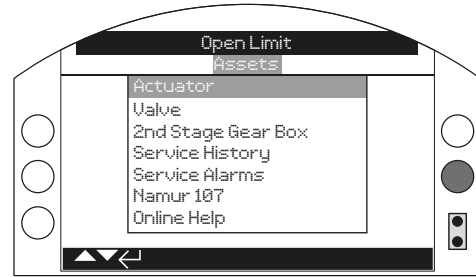 Open Limit
Assets
Actuator
Valve
2nd Stage Gear Box
Service History
Service Alarms
Namur 107
Online Help